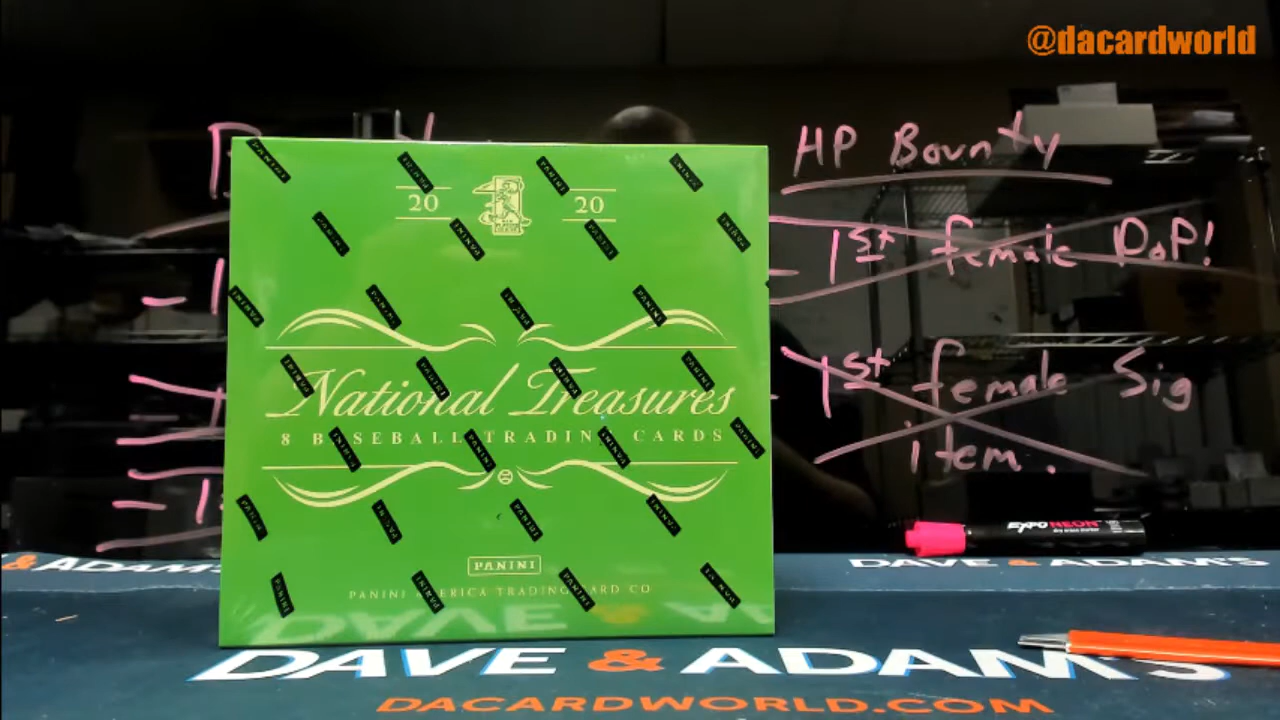 @dacardworld
HP Bounty
- 1st female PoP!
- 1st female Sig
item.
20 20
National Treasures
8 BASEBALL TRADING CARDS
PANINI
PANINI AMERICA TRADING CARD CO
EXPO NEON
& ADAM'S
DAVE & ADAM'S
DAVE & ADAM'S
DACARDWORLD.COM